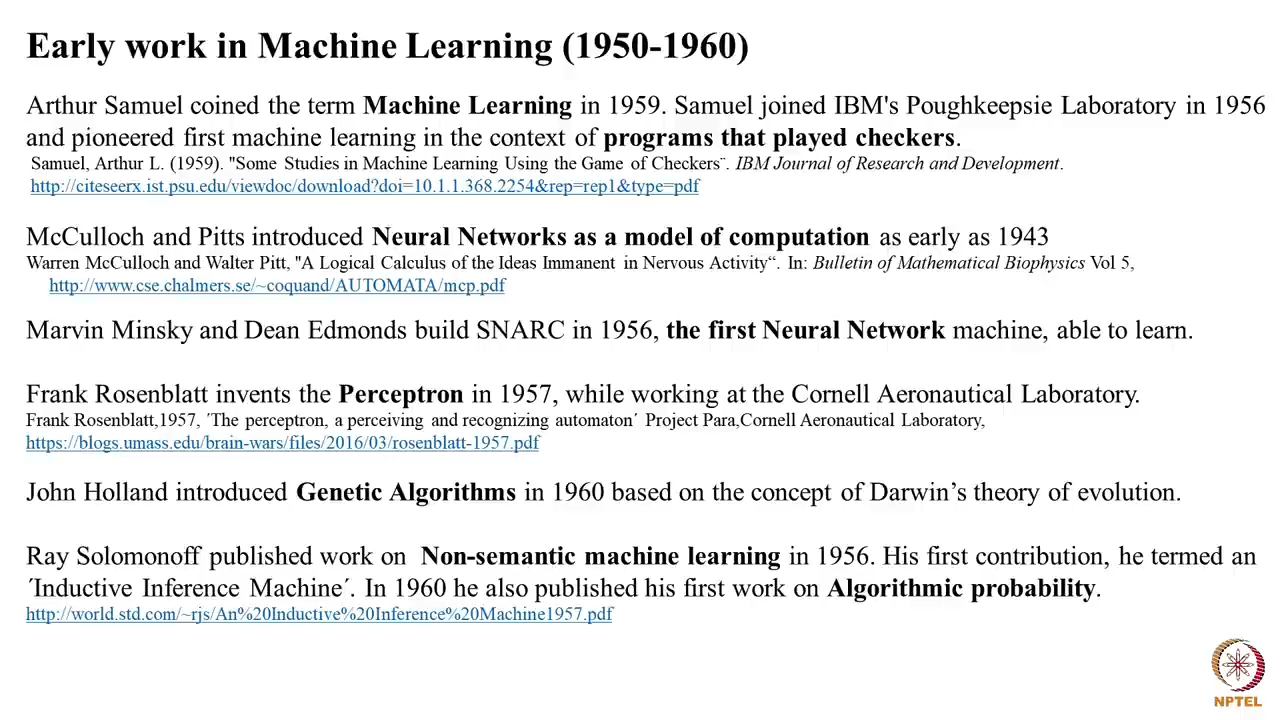 Early work in Machine Learning (1950-1960)
Arthur Samuel coined the term Machine Learning in 1959. Samuel joined IBM's Poughkeepsie Laboratory in 1956
and pioneered first machine learning in the context of programs that played checkers.
Samuel, Arthur L. (1959). "Some Studies in Machine Learning Using the Game of Checkers¨. IBM Journal of Research and Development.
http://citeseerx.ist.psu.edu/viewdoc/download?doi=10.1.1.368.2254&rep=rep1&type=pdf
McCulloch and Pitts introduced Neural Networks as a model of computation as early as 1943
Warren McCulloch and Walter Pitt, "A Logical Calculus of the Ideas Immanent in Nervous Activity“. In: Bulletin of Mathematical Biophysics Vol 5,
http://www.cse.chalmers.se/~coquand/AUTOMATA/mcp.pdf
Marvin Minsky and Dean Edmonds build SNARC in 1956, the first Neural Network machine, able to learn.
Frank Rosenblatt invents the Perceptron in 1957, while working at the Cornell Aeronautical Laboratory.
Frank Rosenblatt,1957, ´The perceptron, a perceiving and recognizing automaton´ Project Para,Cornell Aeronautical Laboratory,
https://blogs.umass.edu/brain-wars/files/2016/03/rosenblatt-1957.pdf
John Holland introduced Genetic Algorithms in 1960 based on the concept of Darwin’s theory of evolution.
Ray Solomonoff published work on Non-semantic machine learning in 1956. His first contribution, he termed an
´Inductive Inference Machine´. In 1960 he also published his first work on Algorithmic probability.
http://world.std.com/~rjs/An%20Inductive%20Inference%20Machine1957.pdf
NPTEL